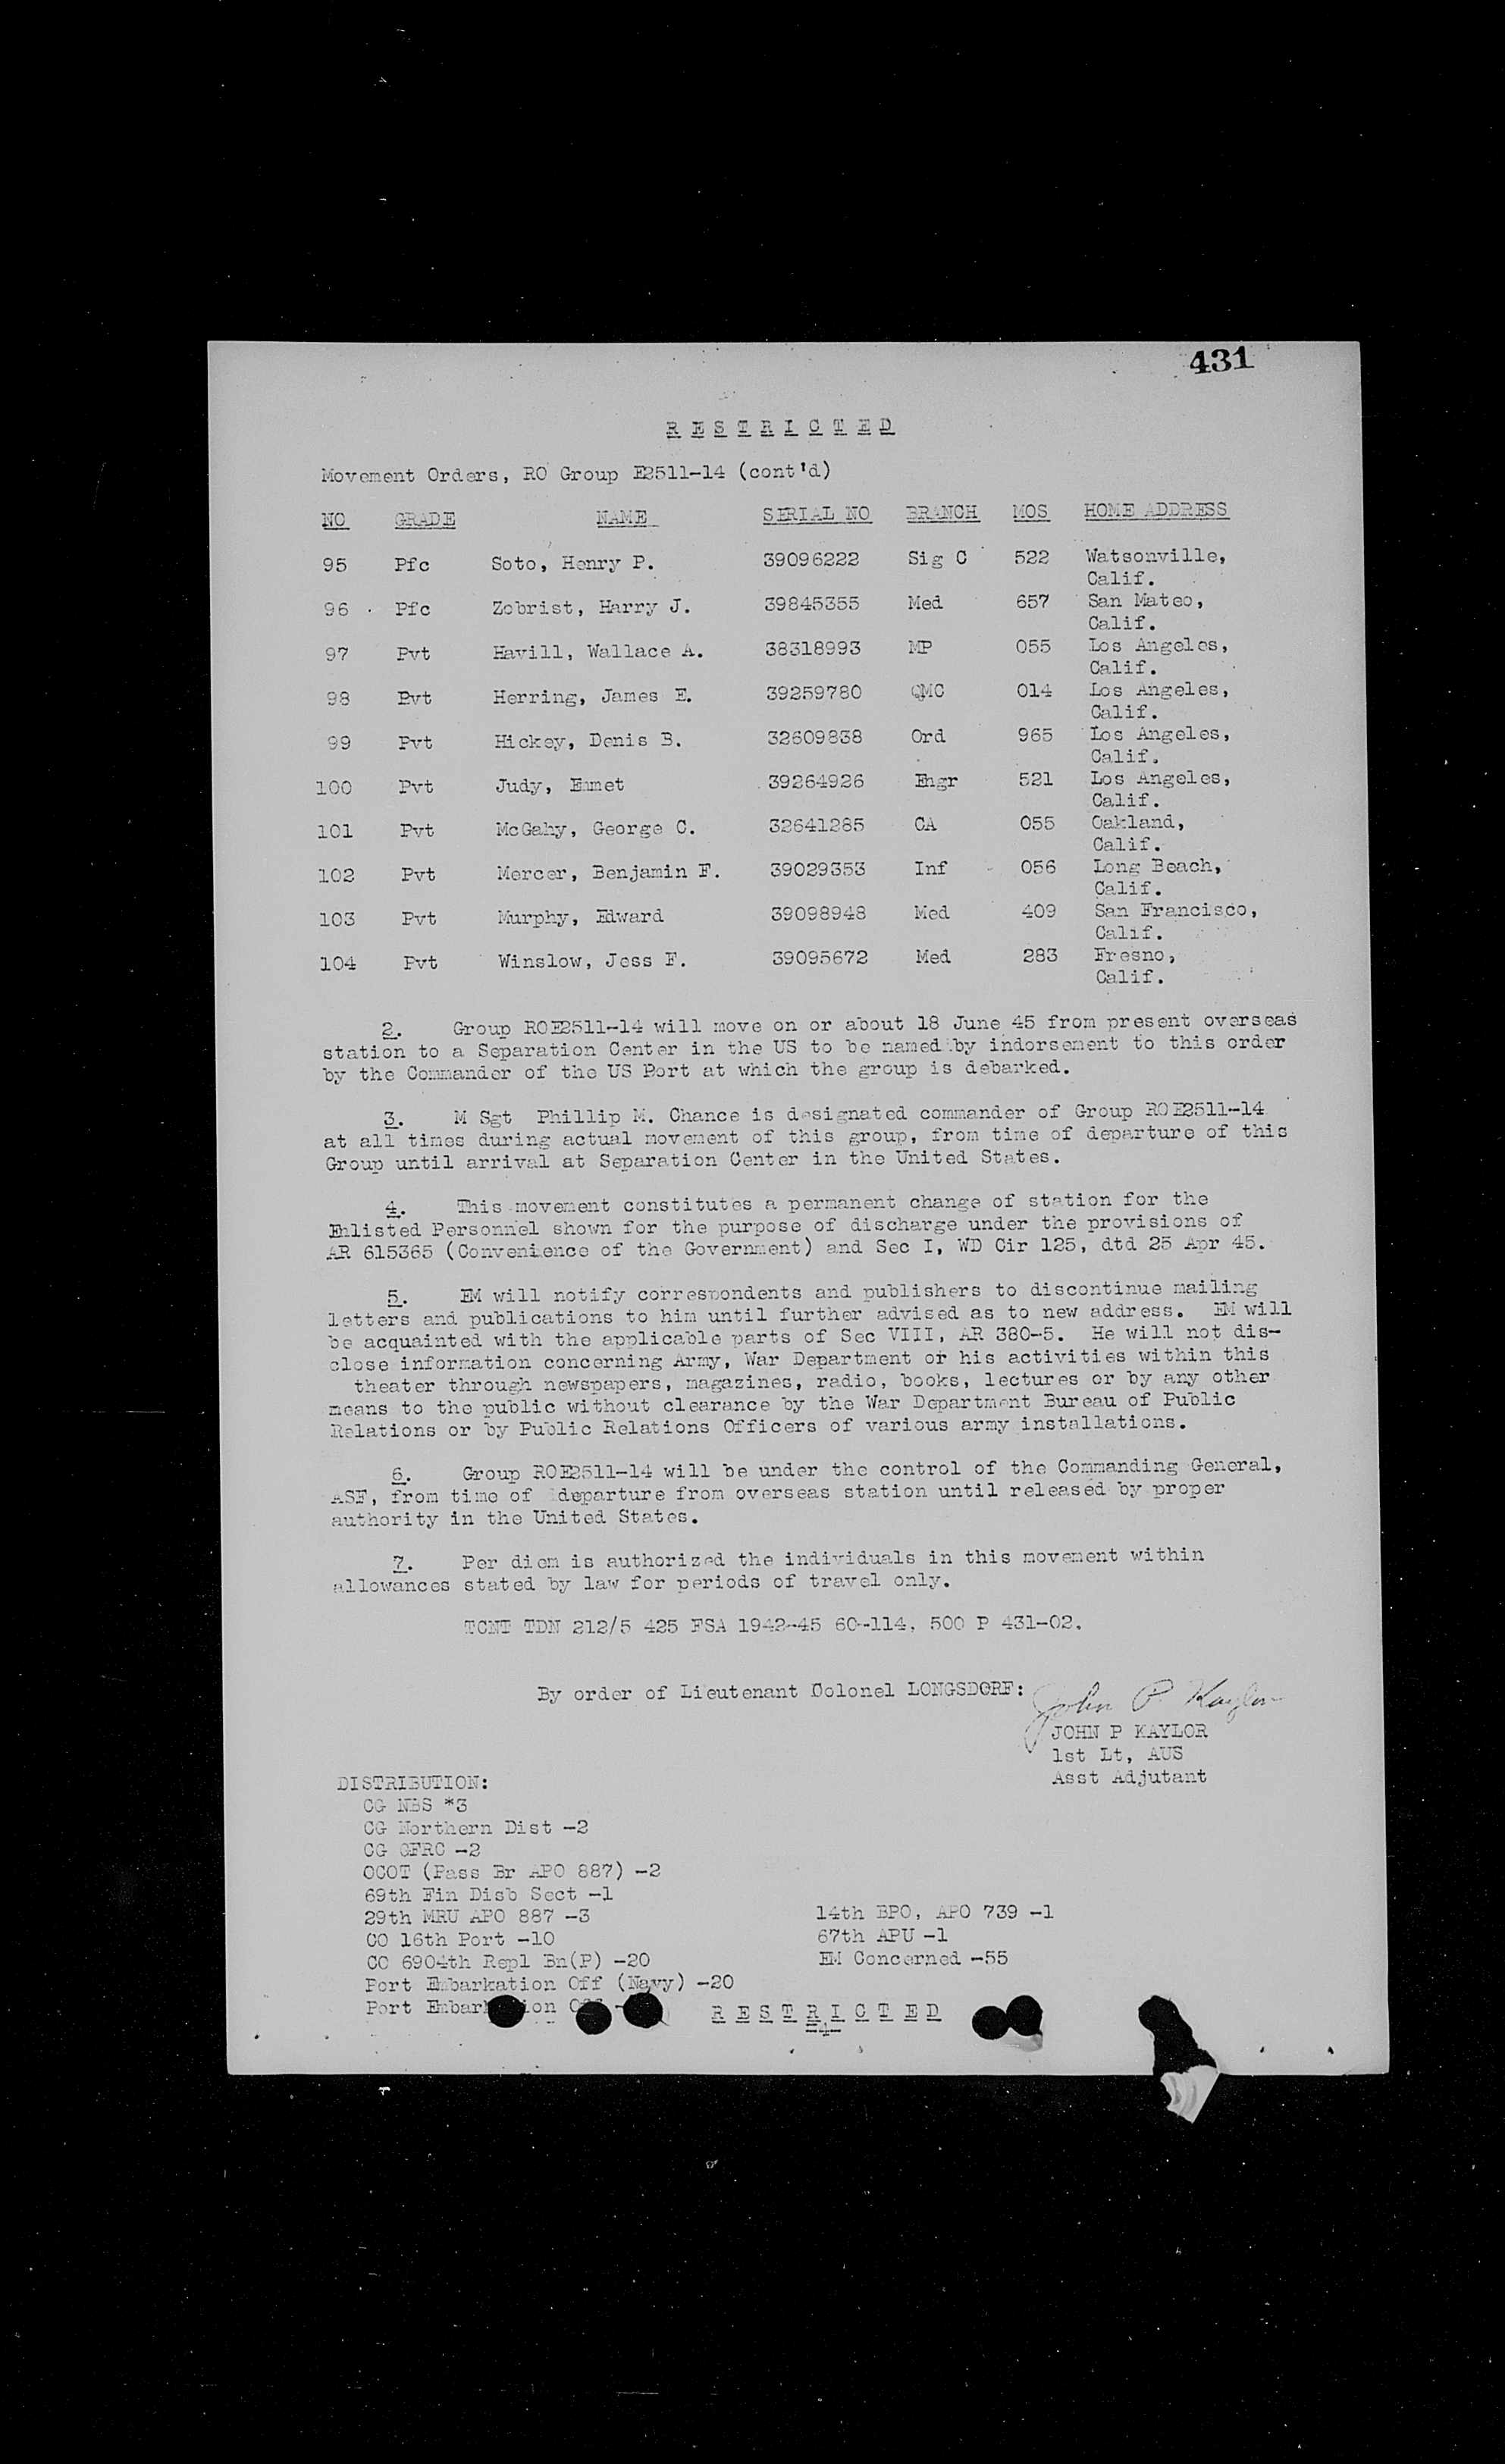 431
RESTRICTED
Movement Orders, RO Group E2511-14 (cont'd)
NO GRADE NAME SERIAL NO BRANCH MOS HOME ADDRESS
95 Pfc Soto, Henry P. 39096222 Sig C 522 Watsonville,
Calif.
96 Pfc Zobrist, Harry J. 39845355 Med 657 San Mateo,
Calif.
97 Pvt Havill, Wallace A. 38318993 MP 055 Los Angeles,
Calif.
98 Pvt Herring, James E. 39259780 QMC 014 Los Angeles,
Calif.
99 Pvt Hickey, Denis B. 32609838 Ord 965 Los Angeles,
Calif.
100 Pvt Judy, Emmet 39264926 Engr 521 Los Angeles,
Calif.
101 Pvt McGahy, George C. 32641285 CA 055 Oakland,
Calif.
102 Pvt Mercer, Benjamin F. 39029353 Inf 056 Long Beach,
Calif.
103 Pvt Murphy, Edward 39098948 Med 409 San Francisco,
Calif.
104 Pvt Winslow, Jess F. 39095672 Med 283 Fresno,
Calif.
2. Group ROE2511-14 will move on or about 18 June 45 from present overseas
station to a Separation Center in the US to be named by indorsement to this order
by the Commander of the US Port at which the group is debarked.
3. M Sgt Phillip M. Chance is designated commander of Group ROE2511-14
at all times during actual movement of this group, from time of departure of this
Group until arrival at Separation Center in the United States.
4. This movement constitutes a permanent change of station for the
Enlisted Personnel shown for the purpose of discharge under the provisions of
AR 615365 (Convenience of the Government) and Sec I, WD Cir 125, dtd 25 Apr 45.
5. EM will notify correspondents and publishers to discontinue mailing
letters and publications to him until further advised as to new address. EM will
be acquainted with the applicable parts of Sec VIII, AR 380-5. He will not dis-
close information concerning Army, War Department or his activities within this
theater through newspapers, magazines, radio, books, lectures or by any other
means to the public without clearance by the War Department Bureau of Public
Relations or by Public Relations Officers of various army installations.
6. Group ROE2511-14 will be under the control of the Commanding General,
ASF, from time of departure from overseas station until released by proper
authority in the United States.
7. Per diem is authorized the individuals in this movement within
allowances stated by law for periods of travel only.
TCNT TDN 212/5 425 FSA 1942-45 60-114, 500 P 431-02.
By order of Lieutenant Colonel LONGSDORF:
John P. Kaylor
JOHN P KAYLOR
1st Lt, AUS
Asst Adjutant
DISTRIBUTION:
CG NBS *3
CG Northern Dist -2
CG GFRC -2
OCOT (Pass Br APO 887) -2
69th Fin Disb Sect -1
29th MRU APO 887 -3 14th BPO, APO 739 -1
CO 16th Port -10 67th APU -1
CO 6904th Repl Bn(P) -20 EM Concerned -55
Port Embarkation Off (Navy) -20
Port
RESTRICTED
-4-